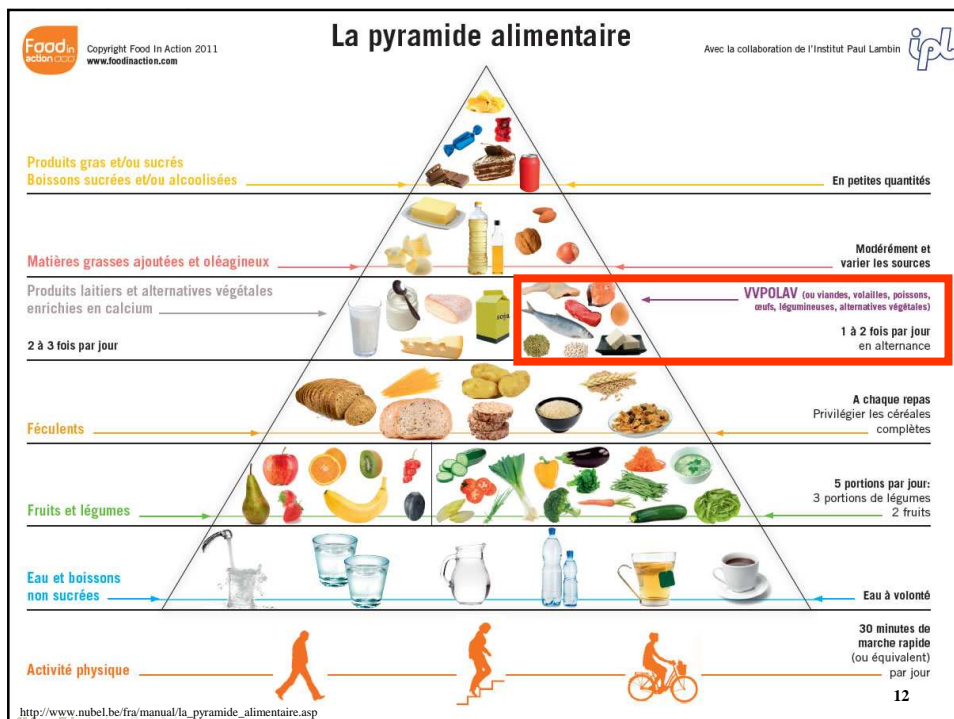 Food in
action
Copyright Food In Action 2011
www.foodinaction.com
La pyramide alimentaire
Avec la collaboration de l'Institut Paul Lambin
ipl
Produits gras et/ou sucrés
Boissons sucrées et/ou alcoolisées
En petites quantités
Matières grasses ajoutées et oléagineux
Modérément et
varier les sources
Produits laitiers et alternatives végétales
enrichies en calcium
2 à 3 fois par jour
soja
VVPOLAV (ou viandes, volailles, poissons,
œufs, légumineuses, alternatives végétales)
1 à 2 fois par jour
en alternance
Féculents
A chaque repas
Privilégier les céréales
complètes
Fruits et légumes
5 portions par jour:
3 portions de légumes
2 fruits
Eau et boissons
non sucrées
Eau à volonté
Activité physique
30 minutes de
marche rapide
(ou équivalent)
par jour
12
http://www.nubel.be/fra/manual/la_pyramide_alimentaire.asp